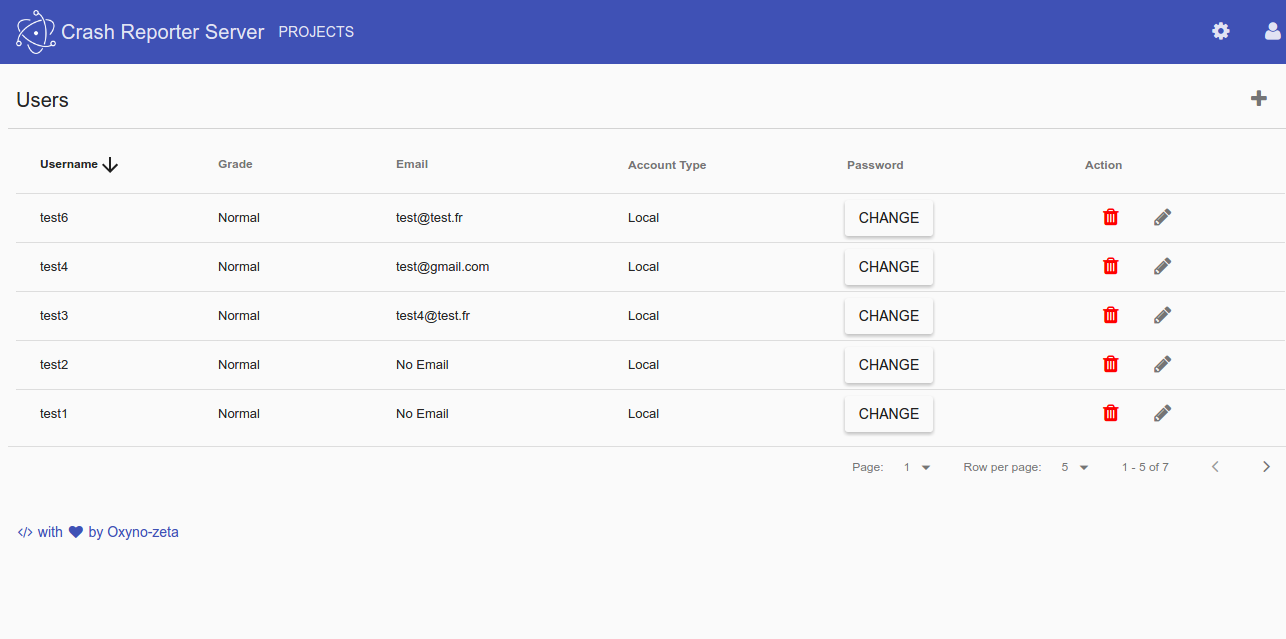 Crash Reporter Server PROJECTS
Users
Username Grade Email Account Type Password Action
test6 Normal test@test.fr Local CHANGE
test4 Normal test@gmail.com Local CHANGE
test3 Normal test4@test.fr Local CHANGE
test2 Normal No Email Local CHANGE
test1 Normal No Email Local CHANGE
Page: 1 Row per page: 5 1 - 5 of 7
</> with by Oxyno-zeta